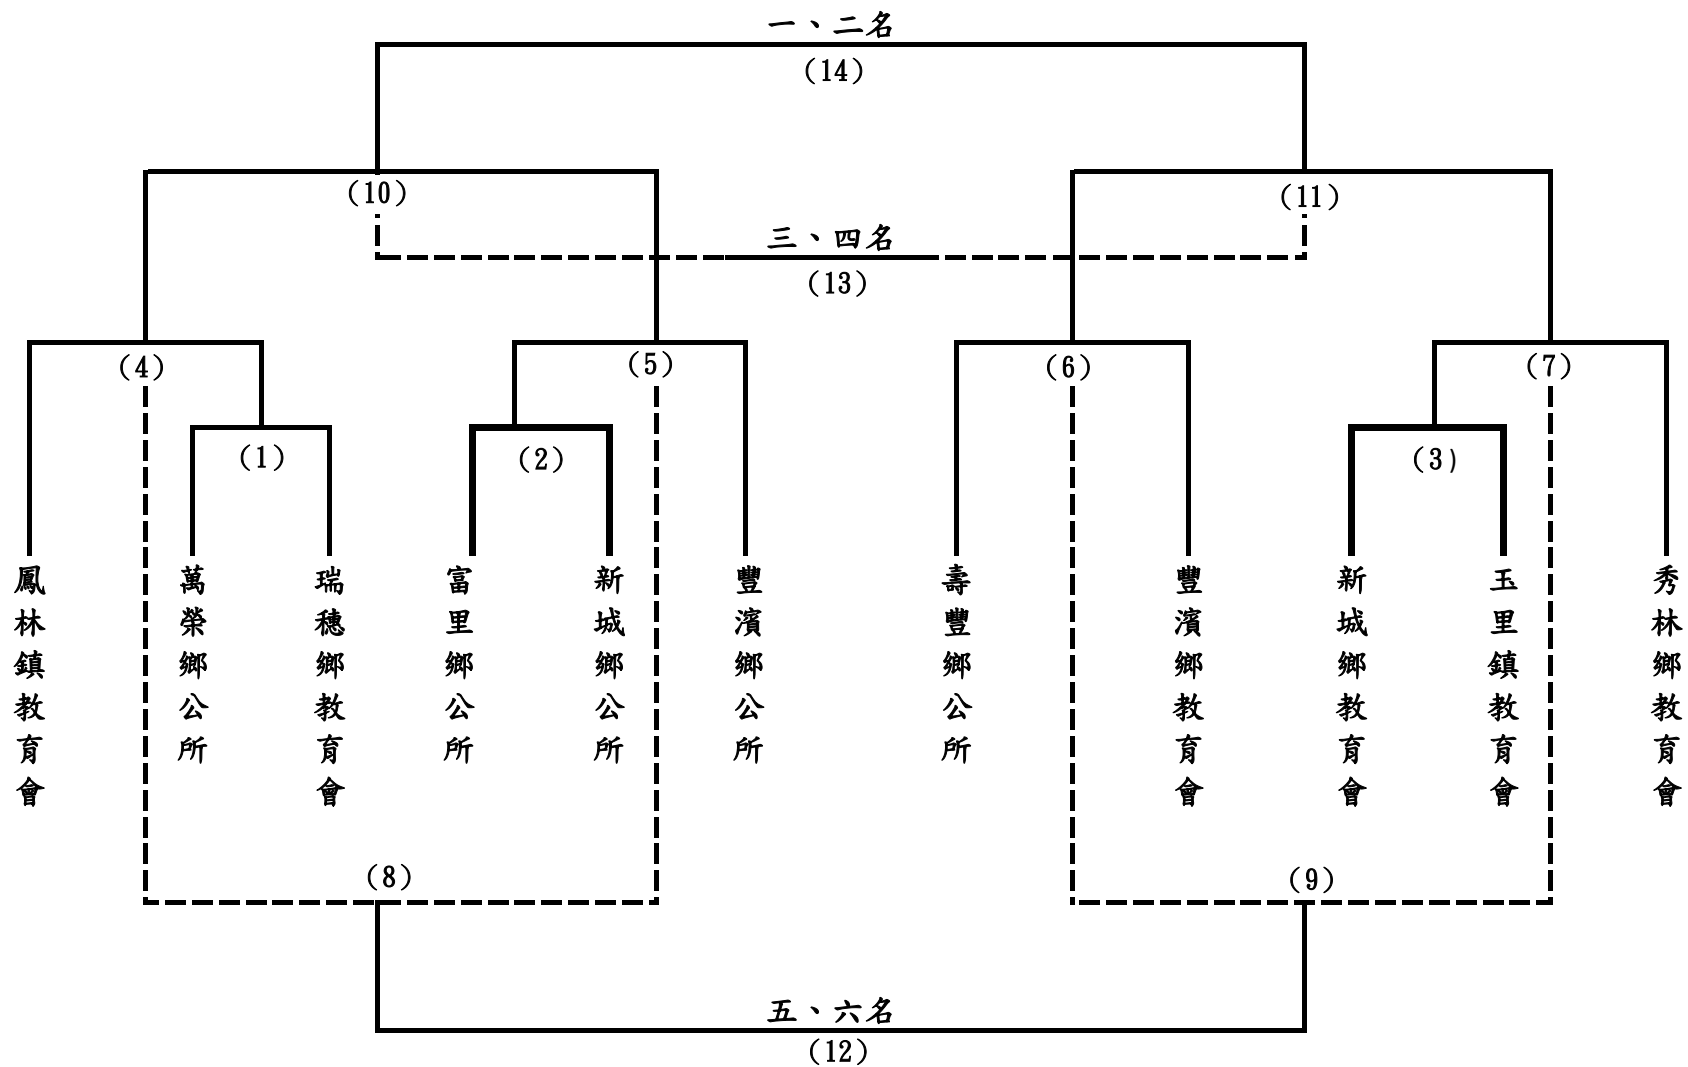 一、二名
(14)
(10)
(11)
三、四名
(13)
(4)
(5)
(6)
(7)
(1)
(2)
(3)
鳳林鎮教育會
萬榮鄉公所
瑞穗鄉教育會
富里鄉公所
新城鄉公所
豐濱鄉公所
壽豐鄉公所
豐濱鄉教育會
新城鄉教育會
玉里鎮教育會
秀林鄉教育會
(8)
(9)
五、六名
(12)